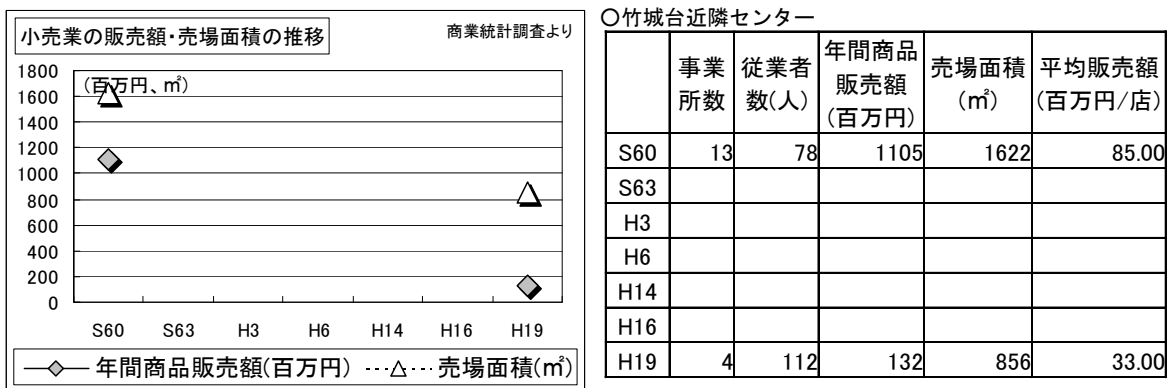 小売業の販売額・売場面積の推移
商業統計調査より
(百万円、㎡)
1800
1600
1400
1200
1000
800
600
400
200
0
S60 S63 H3 H6 H14 H16 H19
年間商品販売額(百万円) 売場面積(㎡)
○竹城台近隣センター
事業所数 従業者数(人) 年間商品販売額(百万円) 売場面積(㎡) 平均販売額(百万円/店)
S60 13 78 1105 1622 85.00
S63
H3
H6
H14
H16
H19 4 112 132 856 33.00